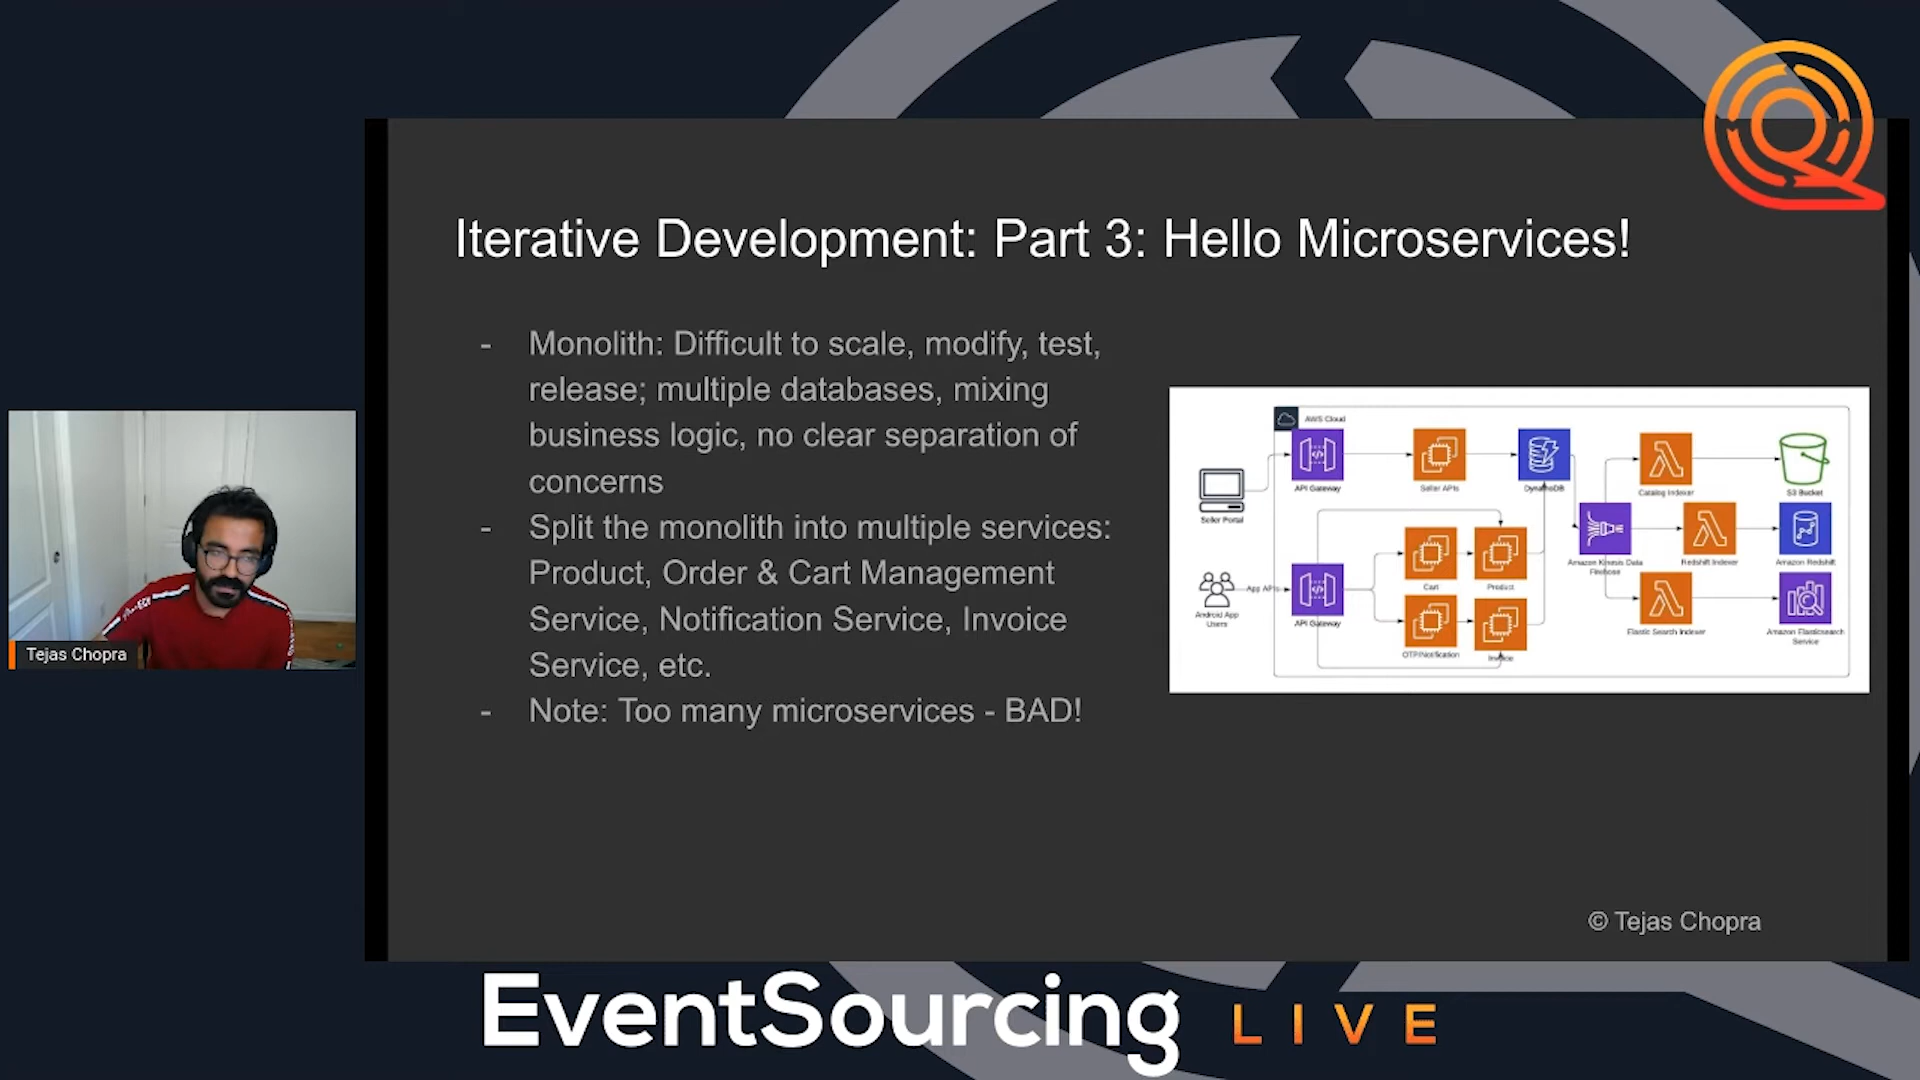 Iterative Development: Part 3: Hello Microservices!
- Monolith: Difficult to scale, modify, test,
release; multiple databases, mixing
business logic, no clear separation of
concerns
- Split the monolith into multiple services:
Product, Order & Cart Management
Service, Notification Service, Invoice
Service, etc.
- Note: Too many microservices - BAD!
AWS Cloud
API Gateway
Seller APIs
DynamoDB
Catalog Indexer
S3 Bucket
Seller Portal
Cart
Product
Amazon Kinesis Data
Firehose
Redshift Indexer
Amazon Redshift
App APIs
Android App
Users
API Gateway
OTP/Notification
Invoice
Elastic Search Indexer
Amazon Elasticsearch
Service
Tejas Chopra
© Tejas Chopra
EventSourcing LIVE